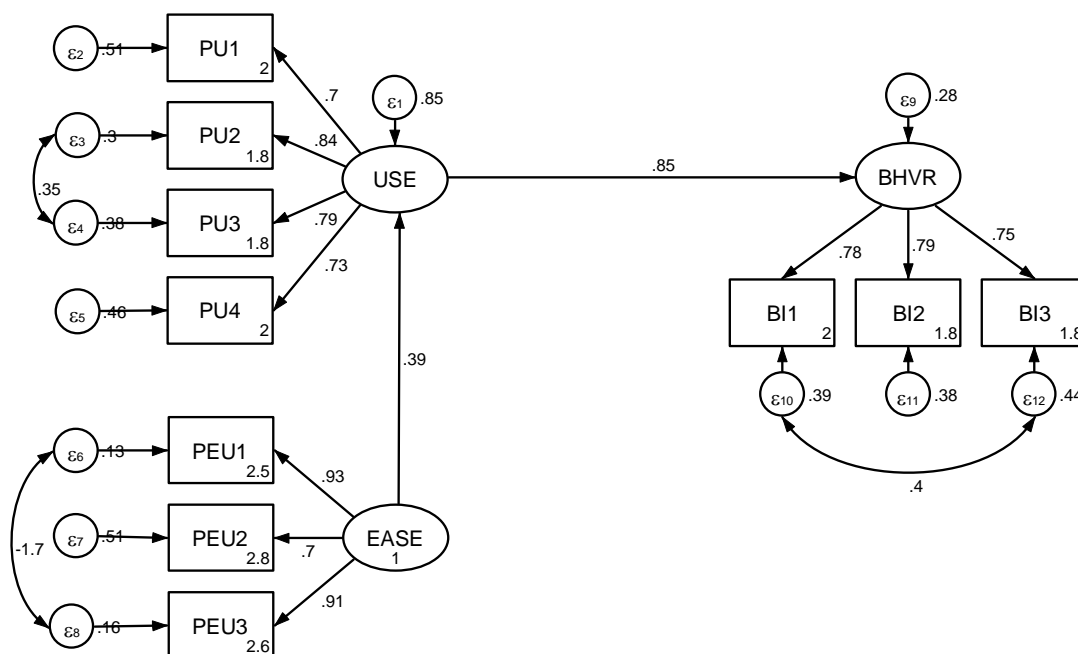 ε2 .51 PU1 2
ε3 .3 PU2 1.8
.35
ε4 .38 PU3 1.8
ε5 .46 PU4 2
.7
.84
.79
.73
ε1 .85
USE
.85
ε9 .28
BHVR
.78 .79 .75
BI1 2 BI2 1.8 BI3 1.8
ε10 .39 ε11 .38 ε12 .44
.4
.39
ε6 .13 PEU1 2.5
-1.7
ε7 .51 PEU2 2.8
ε8 .16 PEU3 2.6
.93
.7
.91
EASE
1